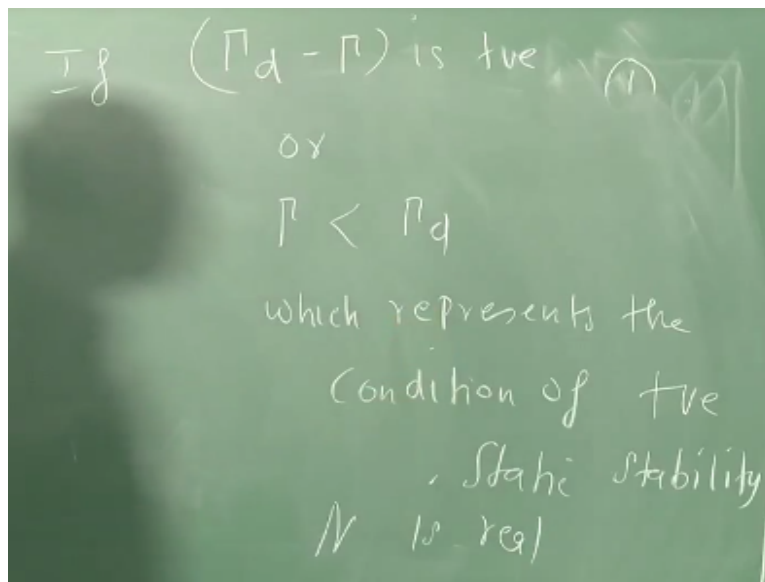 If (Γd - Γ) is +ve
or
Γ < Γd
which represents the
Condition of +ve
Static Stability
N is real